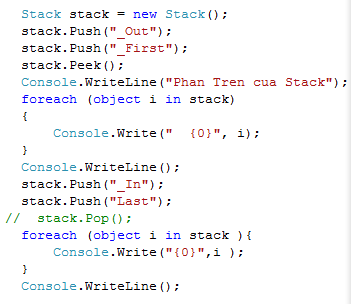 Stack stack = new Stack();
stack.Push("_Out");
stack.Push("_First");
stack.Peek();
Console.WriteLine("Phan Tren cua Stack");
foreach (object i in stack)
{
    Console.Write("  {0}", i);
}
Console.WriteLine();
stack.Push("_In");
stack.Push("Last");
//  stack.Pop();
foreach (object i in stack ){
    Console.Write("{0}",i );
}
Console.WriteLine();